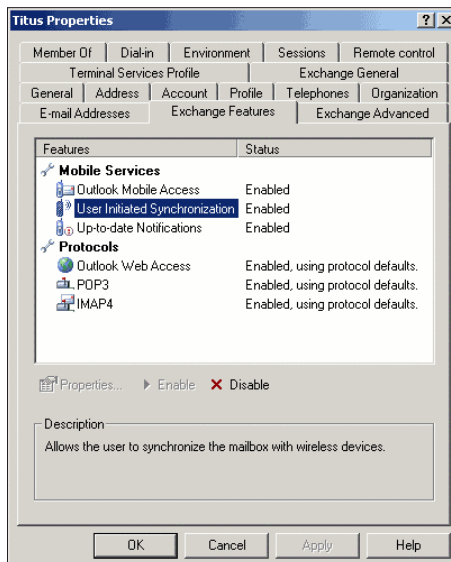 Titus Properties
Member Of Dial-in Environment Sessions Remote control
Terminal Services Profile Exchange General
General Address Account Profile Telephones Organization
E-mail Addresses Exchange Features Exchange Advanced
Features Status
Mobile Services
Outlook Mobile Access Enabled
User Initiated Synchronization Enabled
Up-to-date Notifications Enabled
Protocols
Outlook Web Access Enabled, using protocol defaults.
POP3 Enabled, using protocol defaults.
IMAP4 Enabled, using protocol defaults.
Properties... Enable Disable
Description
Allows the user to synchronize the mailbox with wireless devices.
OK Cancel Apply Help